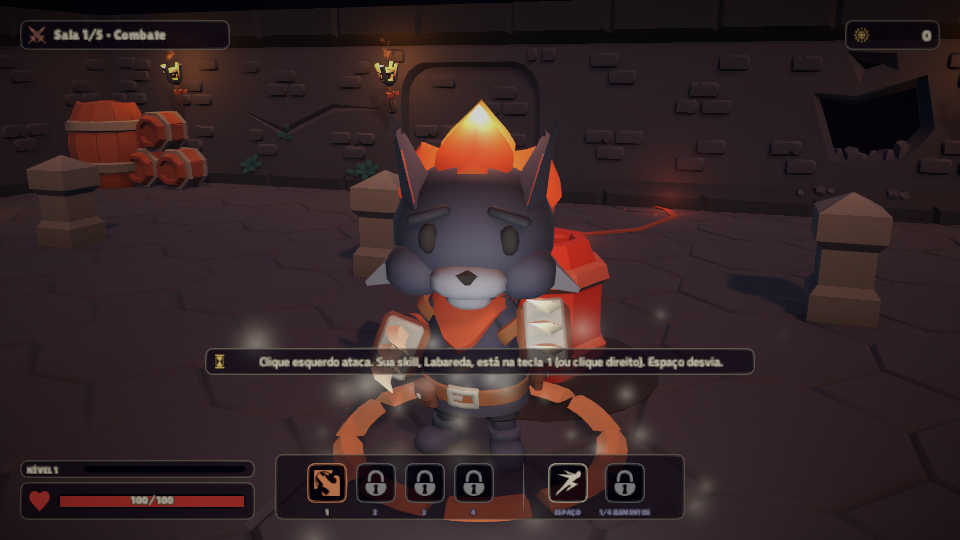 Sala 1/5 - Combate
0
Clique esquerdo ataca. Sua skill, Labareda, está na tecla 1 (ou clique direito). Espaço desvia.
NÍVEL 1
100/100
1
2
3
4
ESPAÇO
1/4 ELEMENTOS